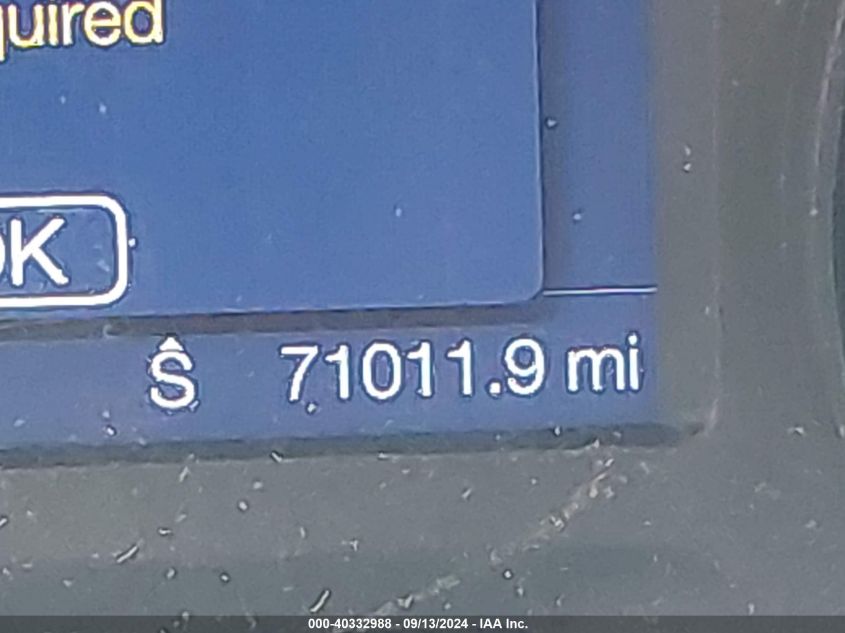 quired
OK
Ŝ 71011.9 mi
000-40332988 - 09/13/2024 - IAA Inc.